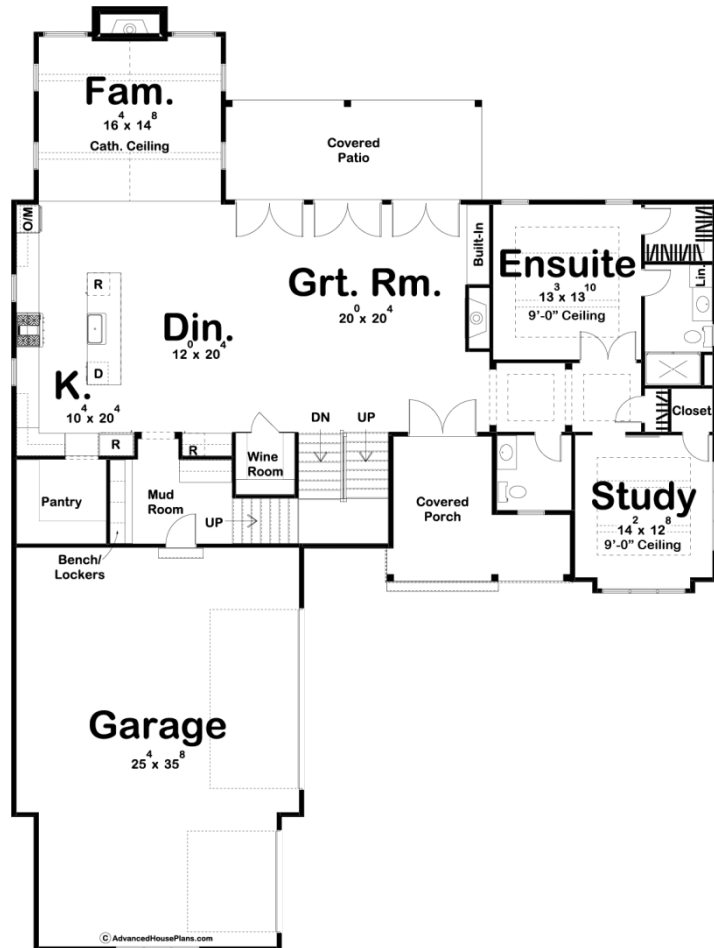 Fam.
16⁴ x 14⁸
Cath. Ceiling
Covered
Patio
O/M
R
D
K.
10⁴ x 20⁴
Din.
12⁰ x 20⁴
Grt. Rm.
20⁰ x 20⁴
Built-In
Ensuite
13³ x 13¹⁰
9'-0" Ceiling
Lin.
Closet
R
R
Pantry
Mud
Room
Wine
Room
DN
UP
UP
Bench/
Lockers
Covered
Porch
Study
14² x 12⁸
9'-0" Ceiling
Garage
25⁴ x 35⁸
© AdvancedHousePlans.com